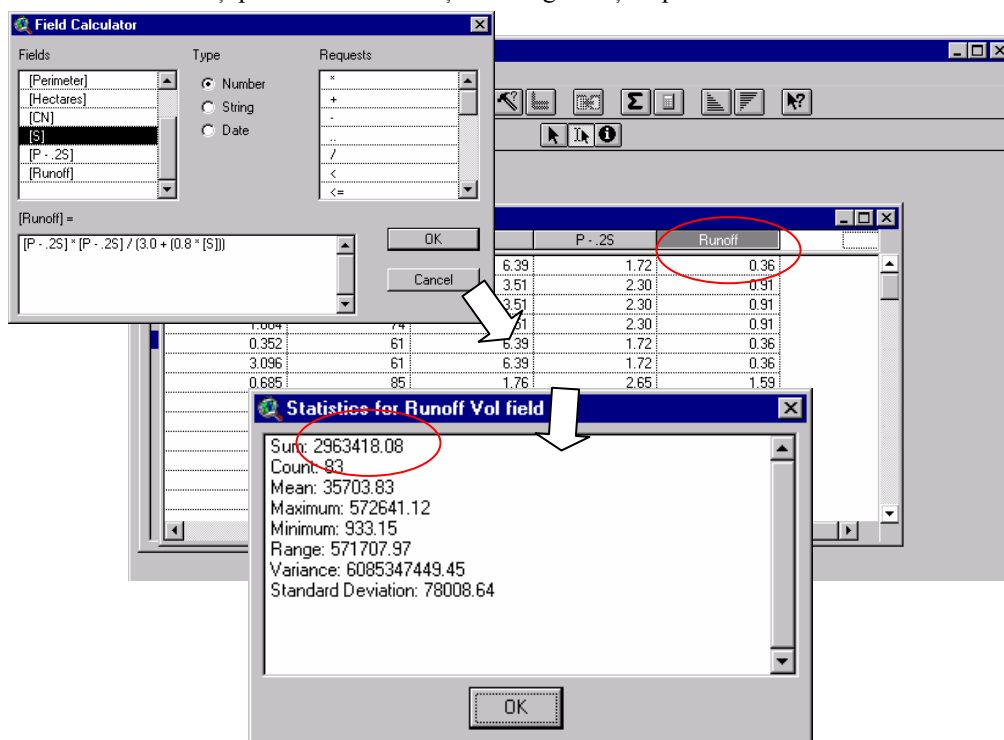 Field Calculator
Fields
Type
Requests
[Perimeter]
[Hectares]
[CN]
[S]
[P - .2S]
[Runoff]
Number
String
Date
*
+
-
..
/
<
<=
[Runoff] =
[P - .2S] * [P - .2S] / (3.0 + (0.8 * [S]))
OK
Cancel
P - .2S
Runoff
6.39 1.72 0.36
3.51 2.30 0.91
3.51 2.30 0.91
74 2.30 0.91
0.352 61 6.39 1.72 0.36
3.096 61 6.39 1.72 0.36
0.685 85 1.76 2.65 1.59
Statistics for Runoff Vol field
Sum: 2963418.08
Count: 83
Mean: 35703.83
Maximum: 572641.12
Minimum: 933.15
Range: 571707.97
Variance: 6085347449.45
Standard Deviation: 78008.64
OK